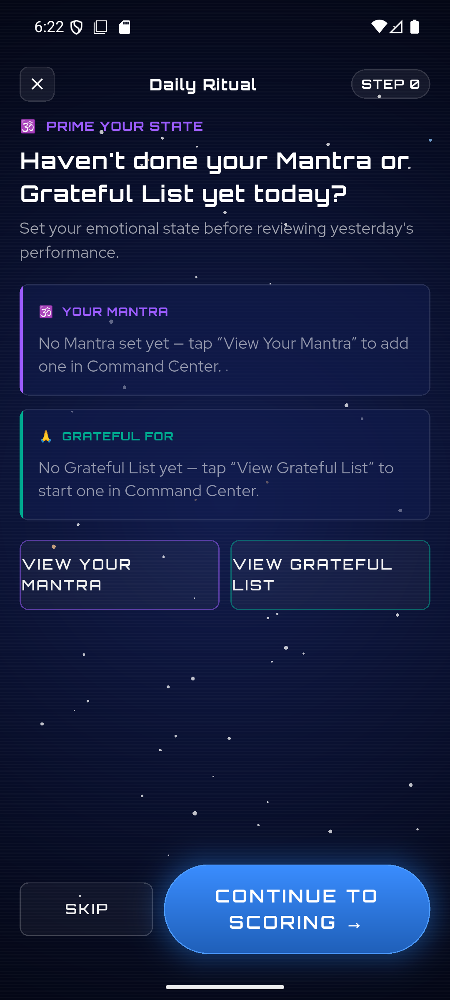 6:22
Daily Ritual
STEP 0
🕉 PRIME YOUR STATE
Haven't done your Mantra or
Grateful List yet today?
Set your emotional state before reviewing yesterday's
performance.
🕉 YOUR MANTRA
No Mantra set yet — tap “View Your Mantra” to add
one in Command Center.
🙏 GRATEFUL FOR
No Grateful List yet — tap “View Grateful List” to
start one in Command Center.
VIEW YOUR
MANTRA
VIEW GRATEFUL
LIST
SKIP
CONTINUE TO
SCORING →